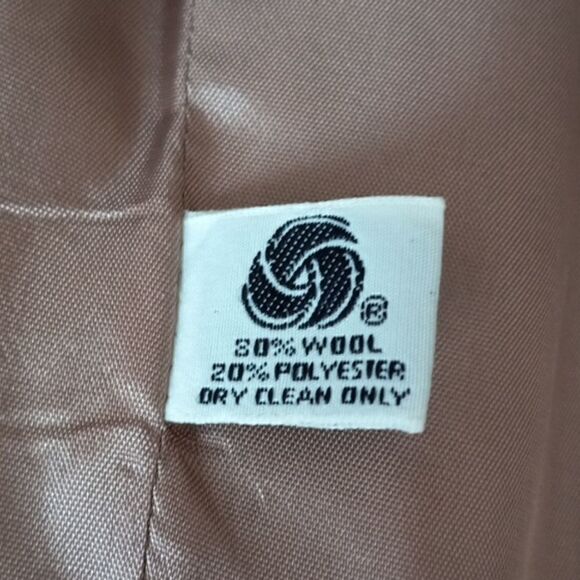 ®
80% WOOL
20% POLYESTER
DRY CLEAN ONLY